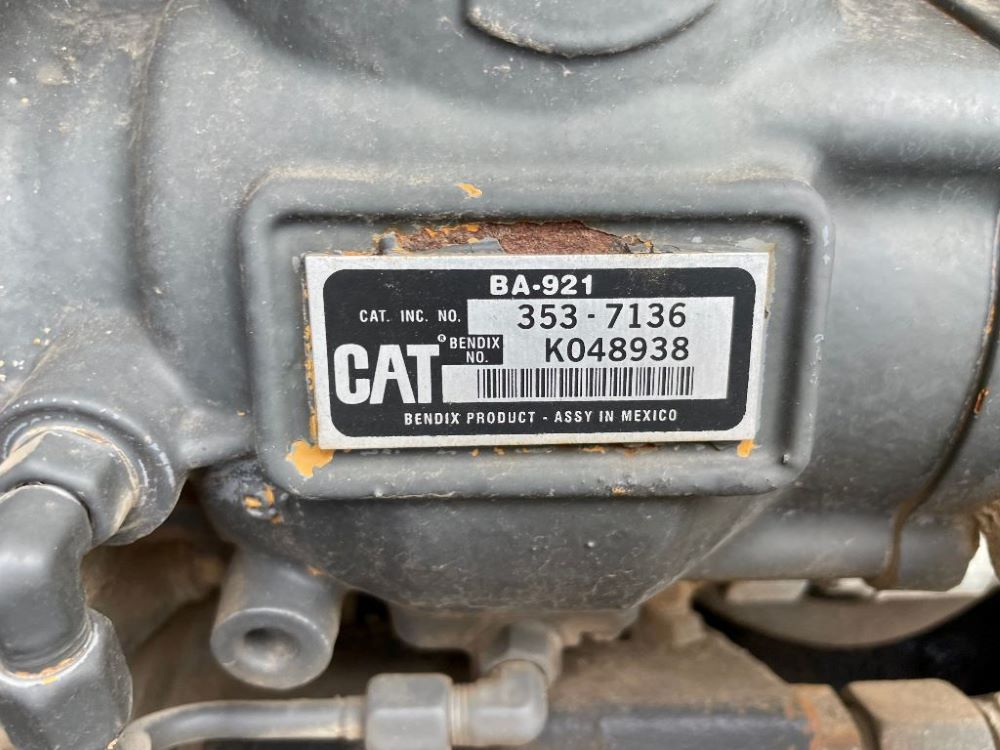 BA-921
CAT. INC. NO. 353-7136
CAT® BENDIX NO. K048938
BENDIX PRODUCT - ASSY IN MEXICO